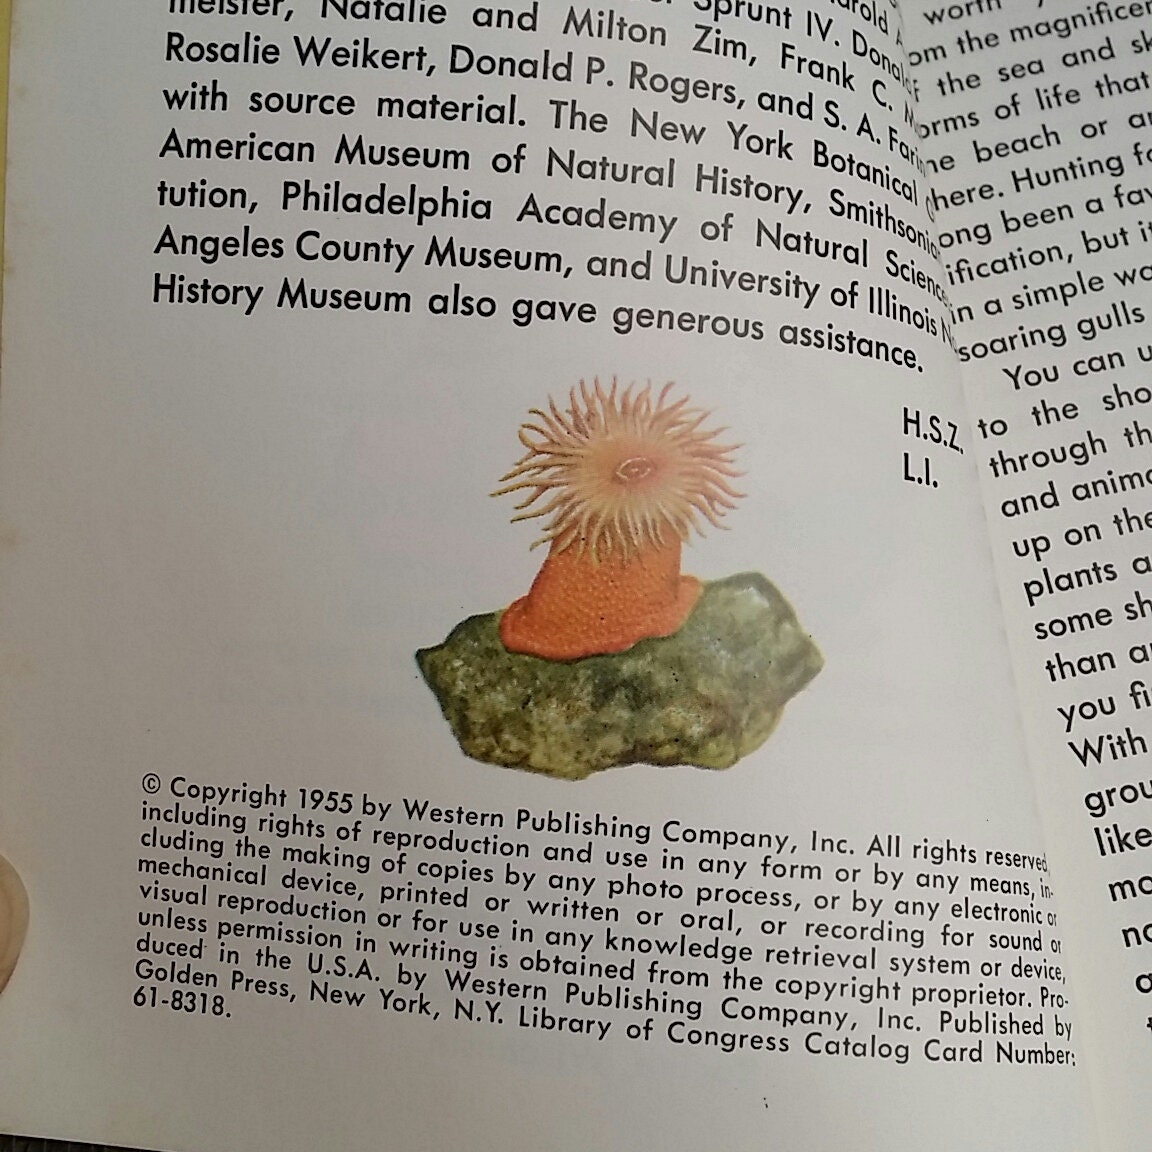 meister, Natalie and Milton Zim, Frank C.
Rosalie Weikert, Donald P. Rogers, and S. A.
with source material. The New York Botanical
American Museum of Natural History,
tution, Philadelphia Academy of Natural
Angeles County Museum, and University of Illinois
History Museum also gave generous assistance.
H.S.Z.
L.I.
© Copyright 1955 by Western Publishing Company, Inc. All rights reserved,
including rights of reproduction and use in any form or by any means, in-
cluding the making of copies by any photo process, or by any electronic or
mechanical device, printed or written or oral, or recording for sound or
visual reproduction or for use in any knowledge retrieval system or device,
unless permission in writing is obtained from the copyright proprietor. Pro-
duced in the U.S.A. by Western Publishing Company, Inc. Published by
Golden Press, New York, N.Y. Library of Congress Catalog Card Number:
61-8318.
worth
the
the sea and
of life that
beach or
Hunting
been a
but
in a simple
soaring gulls
You can
to the
through
and
up on the
plants
some
than
you
With
like